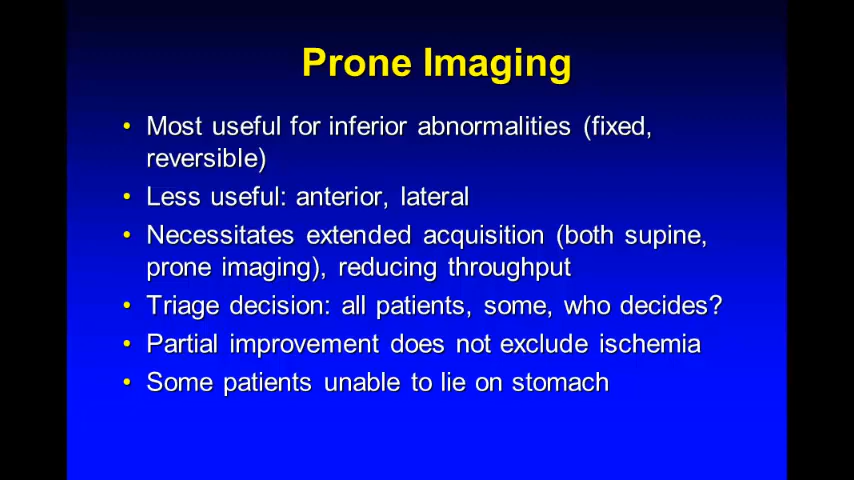 Prone Imaging
• Most useful for inferior abnormalities (fixed,
reversible)
• Less useful: anterior, lateral
• Necessitates extended acquisition (both supine,
prone imaging), reducing throughput
• Triage decision: all patients, some, who decides?
• Partial improvement does not exclude ischemia
• Some patients unable to lie on stomach